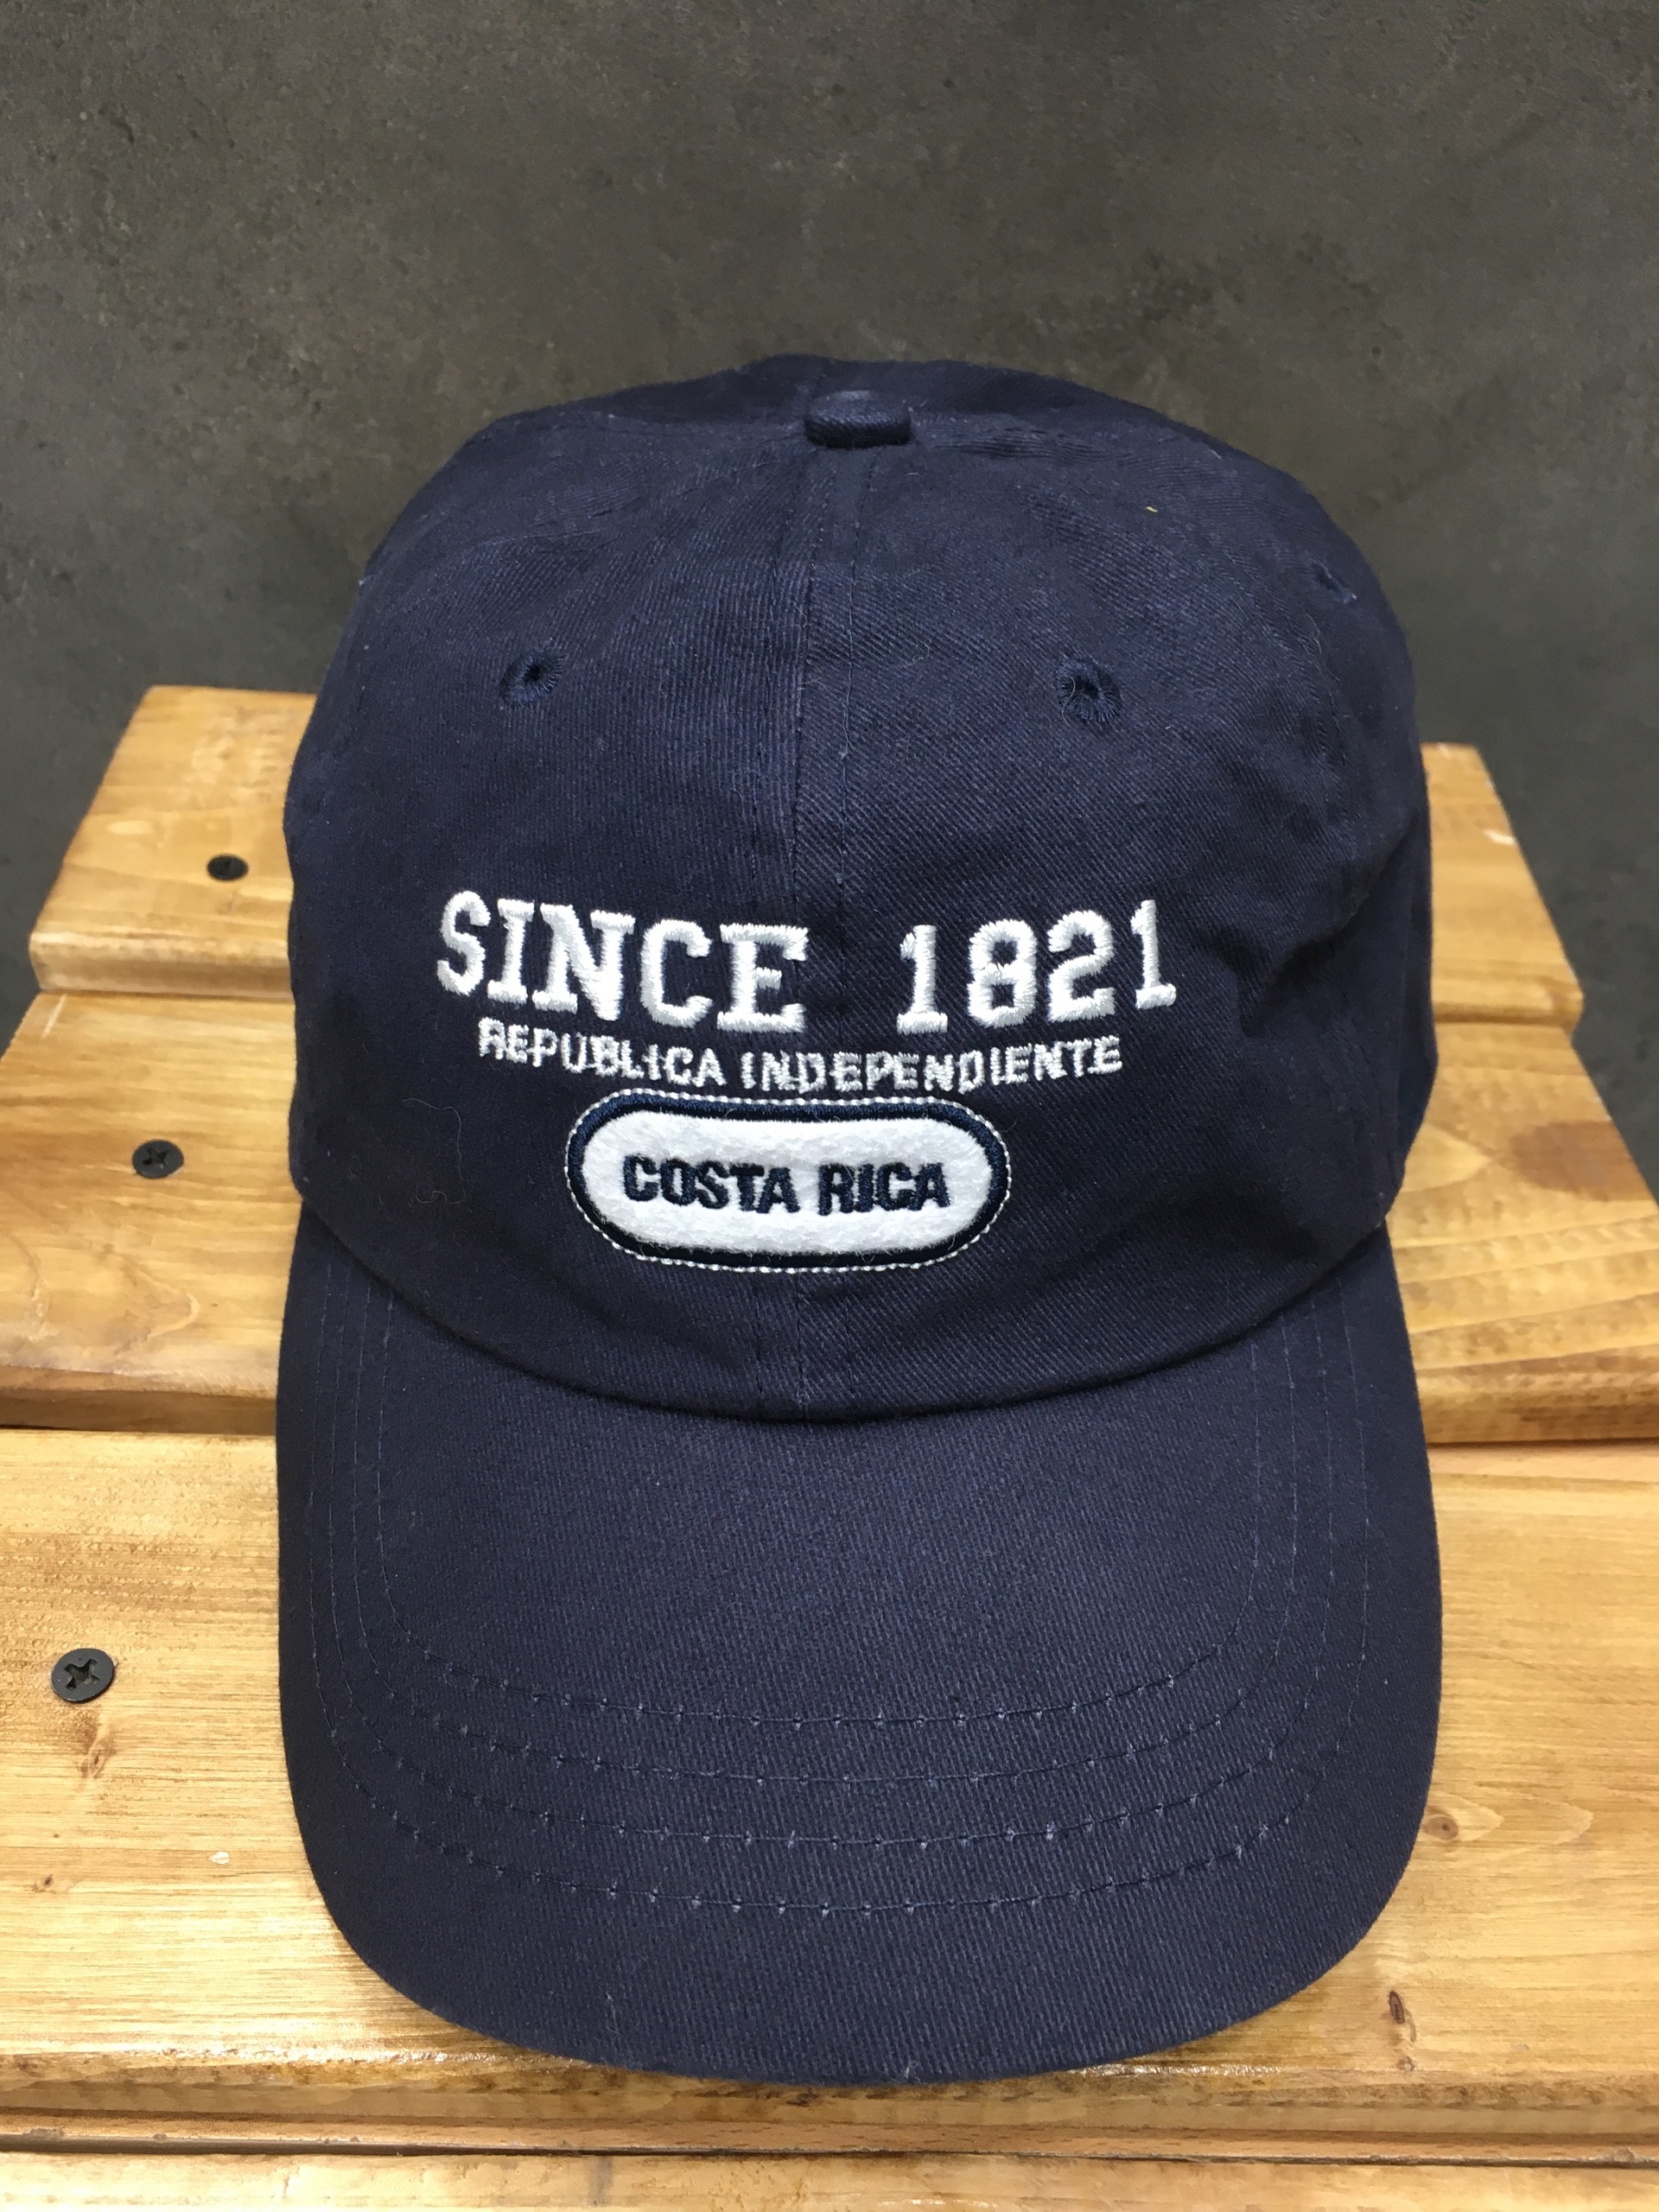 SINCE 1821
REPUBLICA INDEPENDIENTE
COSTA RICA